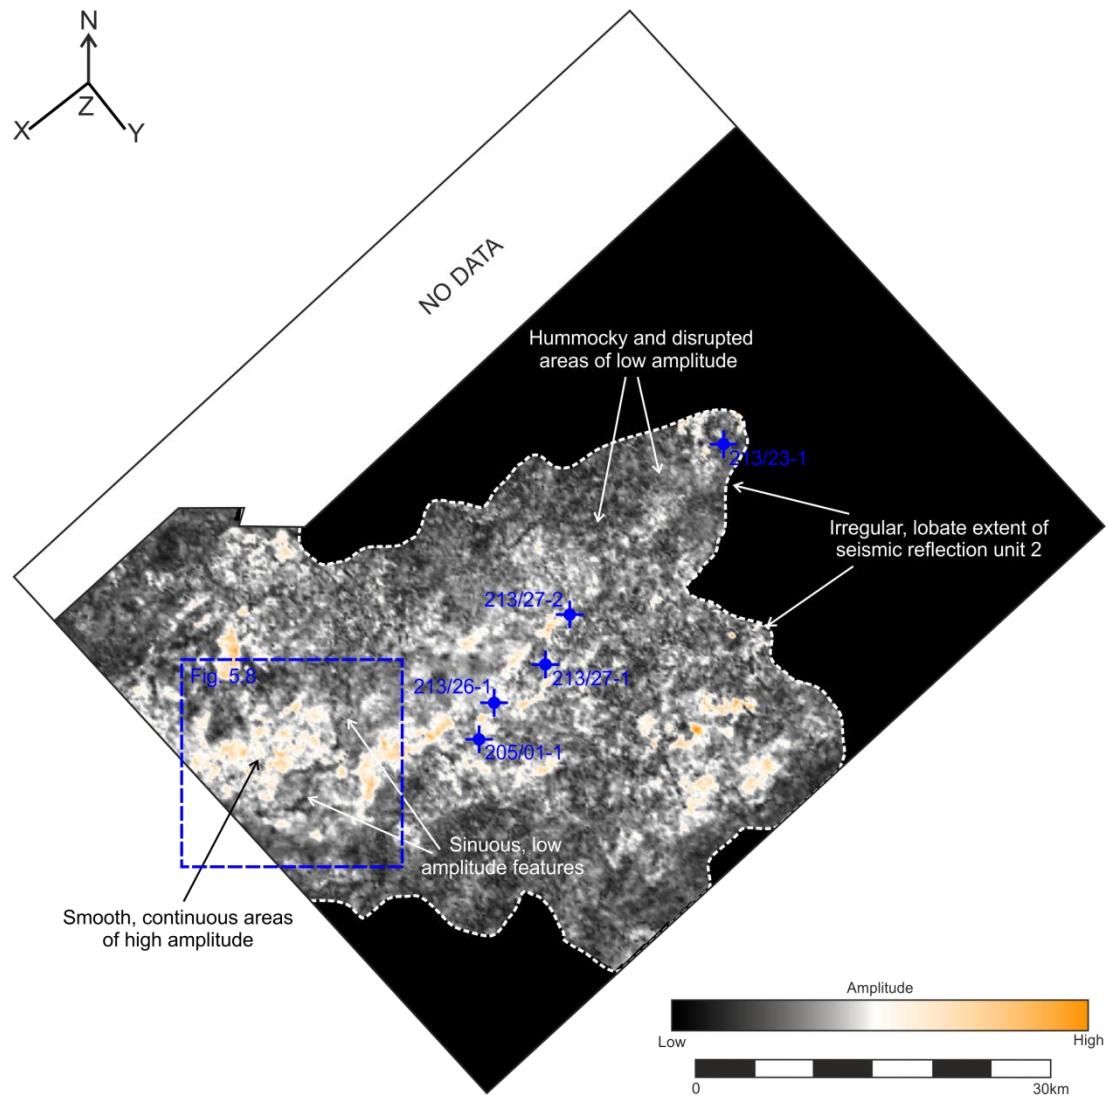 N
Z
X
Y
NO DATA
Hummocky and disrupted
areas of low amplitude
213/23-1
Irregular, lobate extent of
seismic reflection unit 2
213/27-2
Fig. 5.8
213/26-1
213/27-1
205/01-1
Sinuous, low
amplitude features
Smooth, continuous areas
of high amplitude
Amplitude
Low
High
0
30km